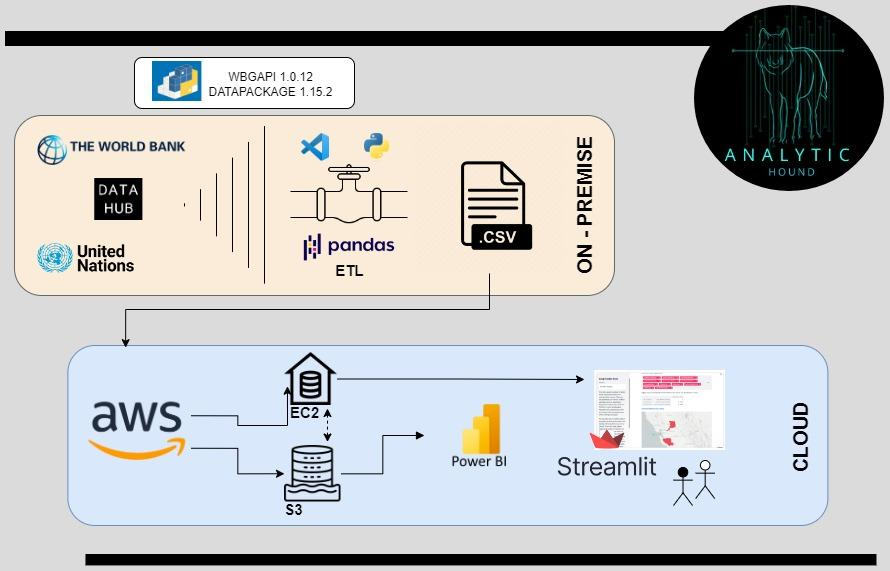 WBGAPI 1.0.12
DATAPACKAGE 1.15.2
ANALYTIC
HOUND
THE WORLD BANK
DATA
HUB
United
Nations
pandas
ETL
.CSV
ON - PREMISE
aws
EC2
S3
Power BI
Streamlit
CLOUD